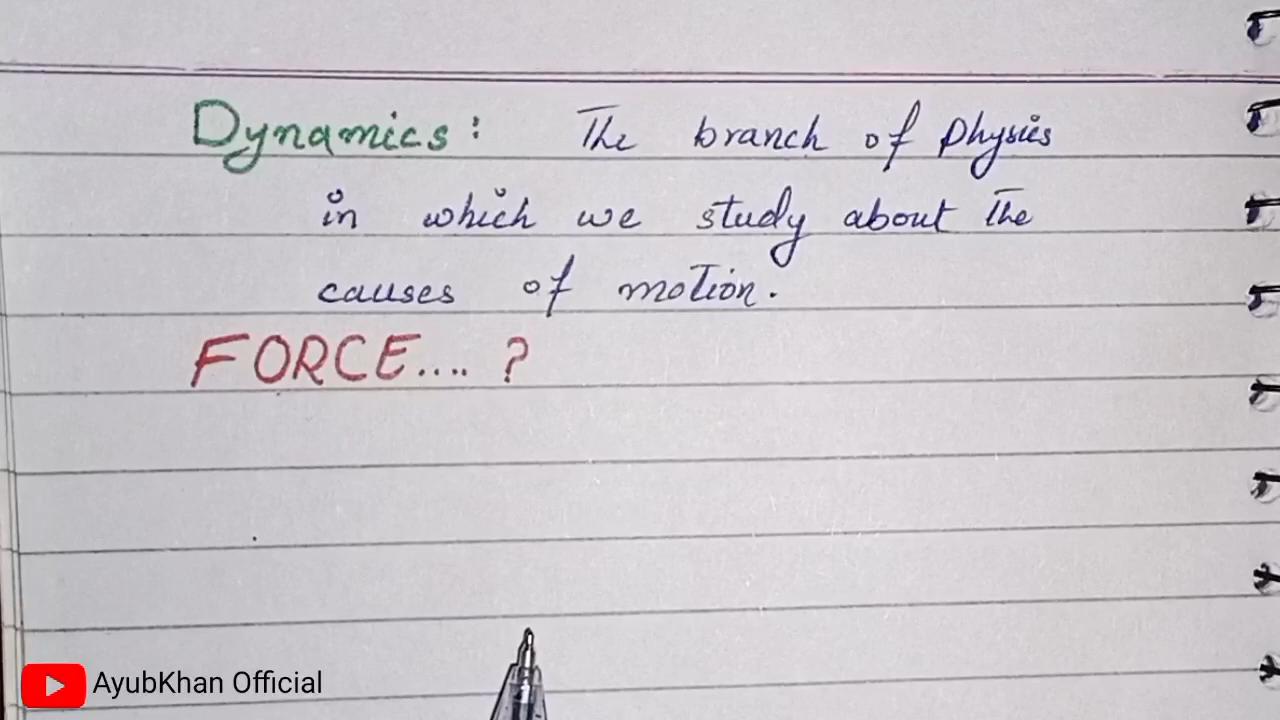 Dynamics: The branch of physics
in which we study about the
causes of motion.
FORCE.... ?
AyubKhan Official